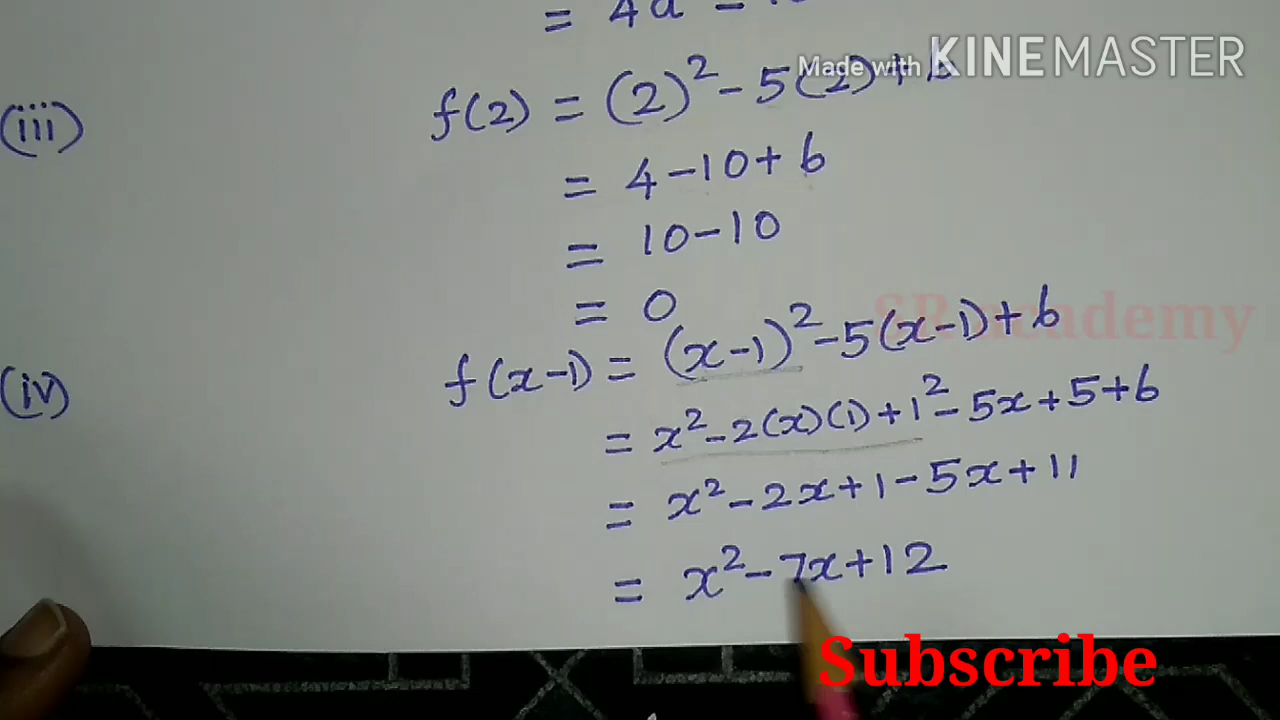 = 4a -
Made with KINEMASTER
(iii) f(2) = (2)² - 5(2) + 6
= 4 - 10 + 6
= 10 - 10
= 0
SR academy
(iv) f(x-1) = (x-1)² - 5(x-1) + 6
= x² - 2(x)(1) + 1² - 5x + 5 + 6
= x² - 2x + 1 - 5x + 11
= x² - 7x + 12
Subscribe